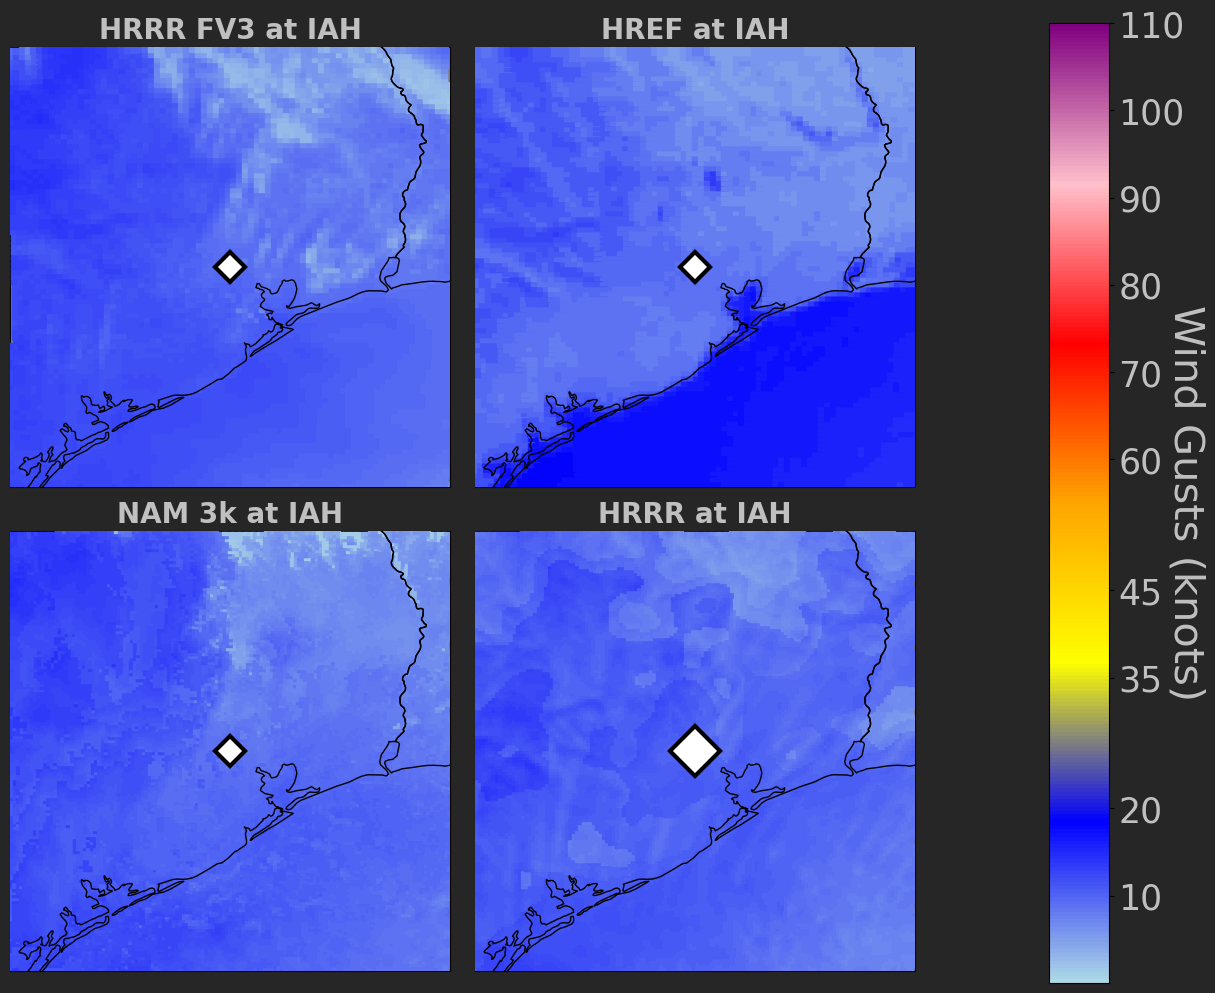 HRRR FV3 at IAH
HREF at IAH
NAM 3k at IAH
HRRR at IAH
110
100
90
80
70
60
45
35
20
10
Wind Gusts (knots)